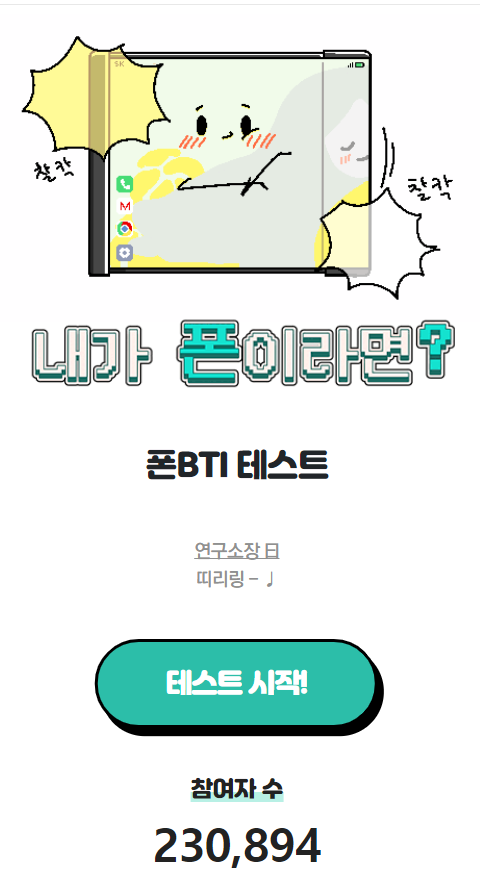 SK
찰칵
찰칵
내가 폰이라면?
폰BTI 테스트
연구소장 日
띠리링 – ♩
테스트 시작!
참여자 수
230,894